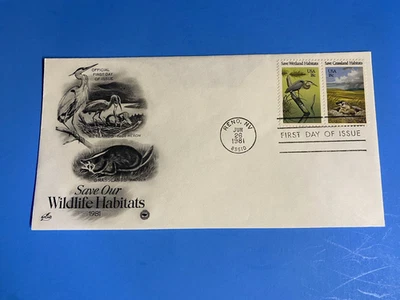 OFFICIAL
FIRST DAY
OF ISSUE
Save Our
Wildlife Habitats
1981
Save Wetland Habitats
USA
18c
Save Grassland Habitats
USA
18c
RENO, NV
JUN
26
1981
89510
FIRST DAY OF ISSUE